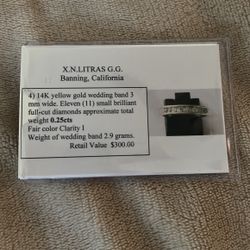 X.N.LITRAS G.G.
Banning, California
4) 14K yellow gold wedding band 3
mm wide. Eleven (11) small brilliant
full-cut diamonds approximate total
weight 0.25cts
Fair color Clarity I
Weight of wedding band 2.9 grams.
Retail Value $300.00